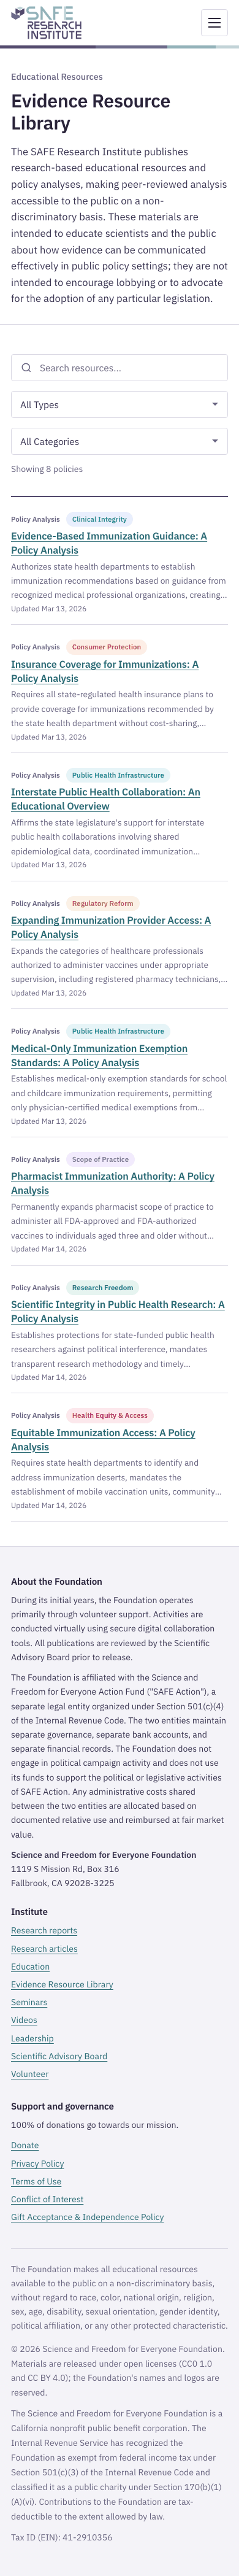 SAFE
RESEARCH
INSTITUTE
Educational Resources
Evidence Resource
Library
The SAFE Research Institute publishes
research-based educational resources and
policy analyses, making peer-reviewed analysis
accessible to the public on a non-
discriminatory basis. These materials are
intended to educate scientists and the public
about how evidence can be communicated
effectively in public policy settings; they are not
intended to encourage lobbying or to advocate
for the adoption of any particular legislation.
Search resources...
All Types
All Categories
Showing 8 policies
Policy Analysis Clinical Integrity
Evidence-Based Immunization Guidance: A
Policy Analysis
Authorizes state health departments to establish
immunization recommendations based on guidance from
recognized medical professional organizations, creating...
Updated Mar 13, 2026
Policy Analysis Consumer Protection
Insurance Coverage for Immunizations: A
Policy Analysis
Requires all state-regulated health insurance plans to
provide coverage for immunizations recommended by
the state health department without cost-sharing,...
Updated Mar 13, 2026
Policy Analysis Public Health Infrastructure
Interstate Public Health Collaboration: An
Educational Overview
Affirms the state legislature's support for interstate
public health collaborations involving shared
epidemiological data, coordinated immunization...
Updated Mar 13, 2026
Policy Analysis Regulatory Reform
Expanding Immunization Provider Access: A
Policy Analysis
Expands the categories of healthcare professionals
authorized to administer vaccines under appropriate
supervision, including registered pharmacy technicians,...
Updated Mar 13, 2026
Policy Analysis Public Health Infrastructure
Medical-Only Immunization Exemption
Standards: A Policy Analysis
Establishes medical-only exemption standards for school
and childcare immunization requirements, permitting
only physician-certified medical exemptions from...
Updated Mar 13, 2026
Policy Analysis Scope of Practice
Pharmacist Immunization Authority: A Policy
Analysis
Permanently expands pharmacist scope of practice to
administer all FDA-approved and FDA-authorized
vaccines to individuals aged three and older without...
Updated Mar 14, 2026
Policy Analysis Research Freedom
Scientific Integrity in Public Health Research: A
Policy Analysis
Establishes protections for state-funded public health
researchers against political interference, mandates
transparent research methodology and timely...
Updated Mar 14, 2026
Policy Analysis Health Equity & Access
Equitable Immunization Access: A Policy
Analysis
Requires state health departments to identify and
address immunization deserts, mandates the
establishment of mobile vaccination units, community...
Updated Mar 14, 2026
About the Foundation
During its initial years, the Foundation operates
primarily through volunteer support. Activities are
conducted virtually using secure digital collaboration
tools. All publications are reviewed by the Scientific
Advisory Board prior to release.
The Foundation is affiliated with the Science and
Freedom for Everyone Action Fund ("SAFE Action"), a
separate legal entity organized under Section 501(c)(4)
of the Internal Revenue Code. The two entities maintain
separate governance, separate bank accounts, and
separate financial records. The Foundation does not
engage in political campaign activity and does not use
its funds to support the political or legislative activities
of SAFE Action. Any administrative costs shared
between the two entities are allocated based on
documented relative use and reimbursed at fair market
value.
Science and Freedom for Everyone Foundation
1119 S Mission Rd, Box 316
Fallbrook, CA 92028-3225
Institute
Research reports
Research articles
Education
Evidence Resource Library
Seminars
Videos
Leadership
Scientific Advisory Board
Volunteer
Support and governance
100% of donations go towards our mission.
Donate
Privacy Policy
Terms of Use
Conflict of Interest
Gift Acceptance & Independence Policy
The Foundation makes all educational resources
available to the public on a non-discriminatory basis,
without regard to race, color, national origin, religion,
sex, age, disability, sexual orientation, gender identity,
political affiliation, or any other protected characteristic.
© 2026 Science and Freedom for Everyone Foundation.
Materials are released under open licenses (CC0 1.0
and CC BY 4.0); the Foundation's names and logos are
reserved.
The Science and Freedom for Everyone Foundation is a
California nonprofit public benefit corporation. The
Internal Revenue Service has recognized the
Foundation as exempt from federal income tax under
Section 501(c)(3) of the Internal Revenue Code and
classified it as a public charity under Section 170(b)(1)
(A)(vi). Contributions to the Foundation are tax-
deductible to the extent allowed by law.
Tax ID (EIN): 41-2910356